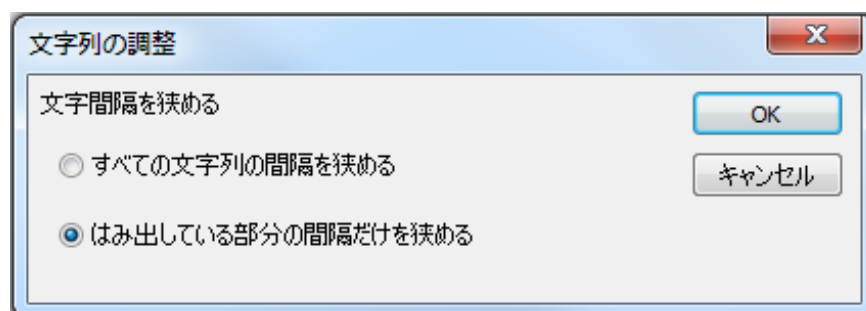 文字列の調整
文字間隔を狭める
OK
すべての文字列の間隔を狭める
キャンセル
はみ出している部分の間隔だけを狭める